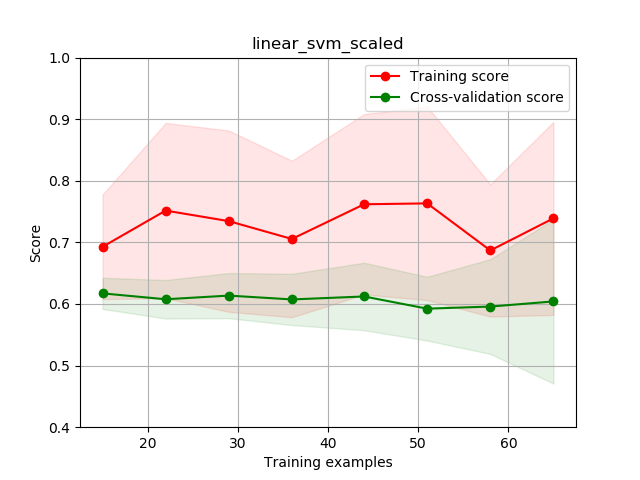 linear_svm_scaled
1.0
0.9
0.8
0.7
0.6
0.5
0.4
Score
Training score
Cross-validation score
20
30
40
50
60
Training examples